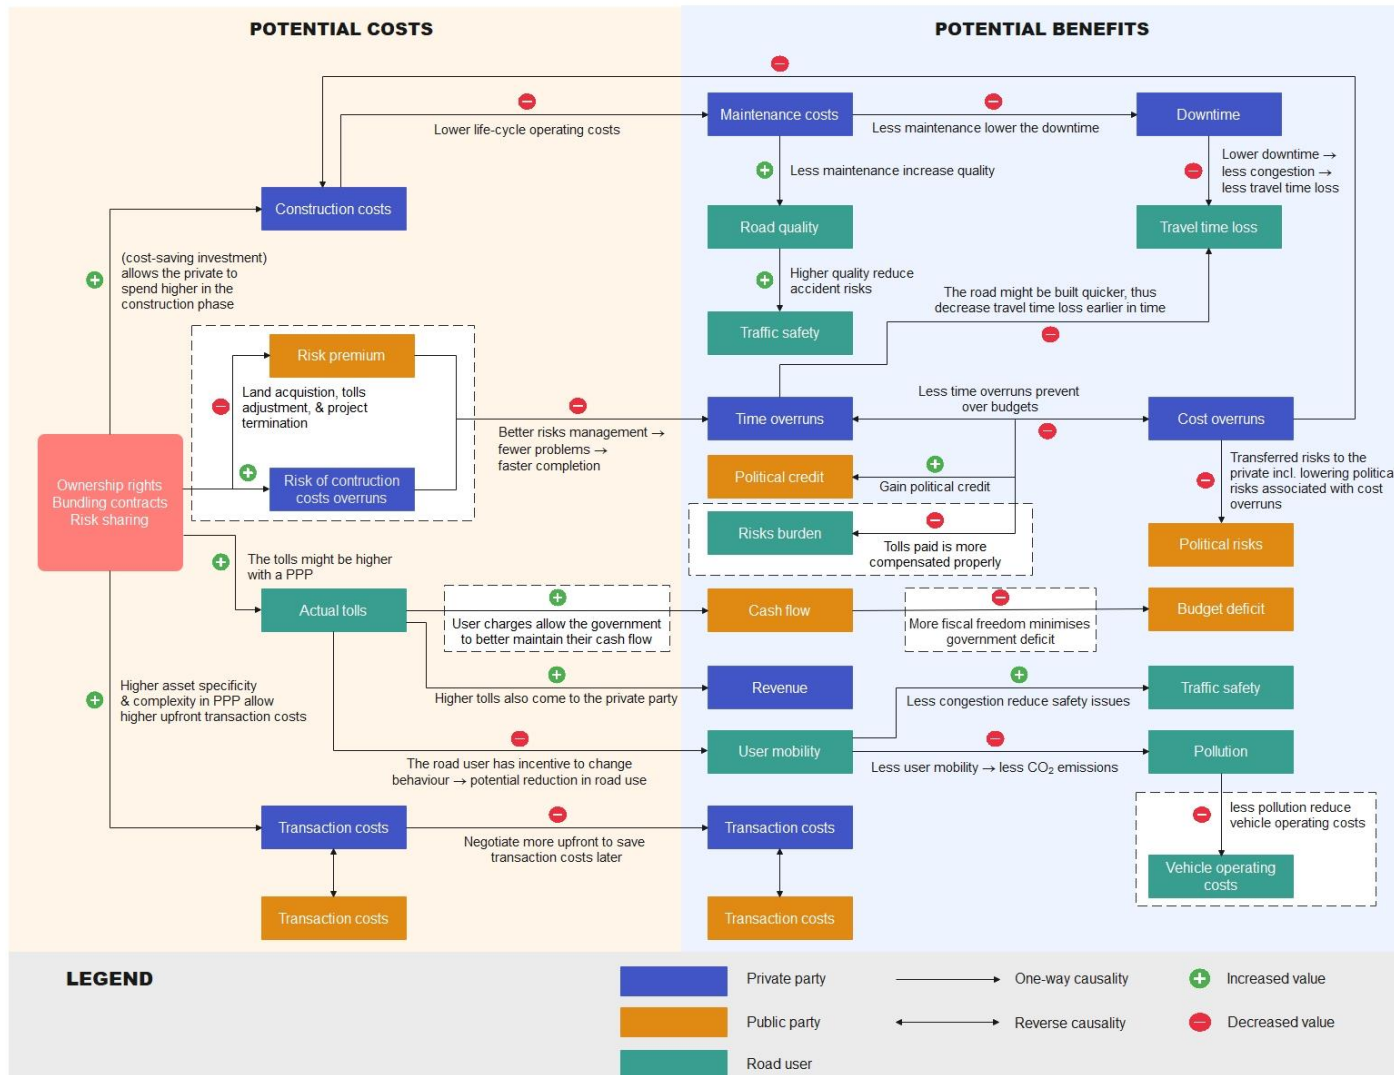 POTENTIAL COSTS
POTENTIAL BENEFITS
Lower life-cycle operating costs
Maintenance costs
Less maintenance lower the downtime
Downtime
Less maintenance increase quality
Lower downtime →
less congestion →
less travel time loss
Construction costs
Road quality
Travel time loss
(cost-saving investment)
allows the private to
spend higher in the
construction phase
Higher quality reduce
accident risks
The road might be built quicker, thus
decrease travel time loss earlier in time
Traffic safety
Risk premium
Land acquistion, tolls
adjustment, & project
termination
Better risks management →
fewer problems →
faster completion
Time overruns
Less time overruns prevent
over budgets
Cost overruns
Ownership rights
Bundling contracts
Risk sharing
Risk of contruction
costs overruns
Political credit
Gain political credit
Transferred risks to the
private incl. lowering political
risks associated with cost
overruns
Risks burden
Tolls paid is more
compensated properly
Political risks
The tolls might be higher
with a PPP
Actual tolls
User charges allow the government
to better maintain their cash flow
Cash flow
More fiscal freedom minimises
government deficit
Budget deficit
Higher asset specificity
& complexity in PPP allow
higher upfront transaction costs
Higher tolls also come to the private party
Revenue
Less congestion reduce safety issues
Traffic safety
The road user has incentive to change
behaviour → potential reduction in road use
User mobility
Less user mobility → less CO₂ emissions
Pollution
less pollution reduce
vehicle operating costs
Transaction costs
Negotiate more upfront to save
transaction costs later
Transaction costs
Vehicle operating
costs
Transaction costs
Transaction costs
LEGEND
Private party
One-way causality
Increased value
Public party
Reverse causality
Decreased value
Road user